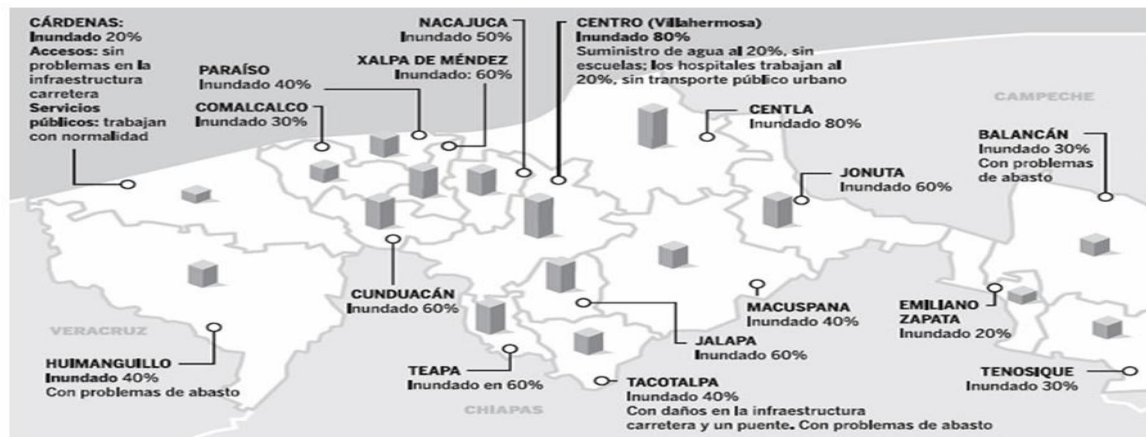 CÁRDENAS:
Inundado 20%
Accesos: sin
problemas en la
infraestructura
carretera
Servicios
públicos: trabajan
con normalidad
PARAÍSO
Inundado 40%
COMALCALCO
Inundado 30%
NACAJUCA
Inundado 50%
XALPA DE MÉNDEZ
Inundado: 60%
CENTRO (Villahermosa)
Inundado 80%
Suministro de agua al 20%, sin
escuelas; los hospitales trabajan al
20%, sin transporte público urbano
CENTLA
Inundado 80%
CAMPECHE
BALANCÁN
Inundado 30%
Con problemas
de abasto
JONUTA
Inundado 60%
CUNDUACÁN
Inundado 60%
MACUSPANA
Inundado 40%
EMILIANO
ZAPATA
Inundado 20%
VERACRUZ
HUIMANGUILLO
Inundado 40%
Con problemas de abasto
TEAPA
Inundado en 60%
JALAPA
Inundado 60%
TENOSIQUE
Inundado 30%
CHIAPAS
TACOTALPA
Inundado 40%
Con daños en la infraestructura
carretera y un puente. Con problemas de abasto